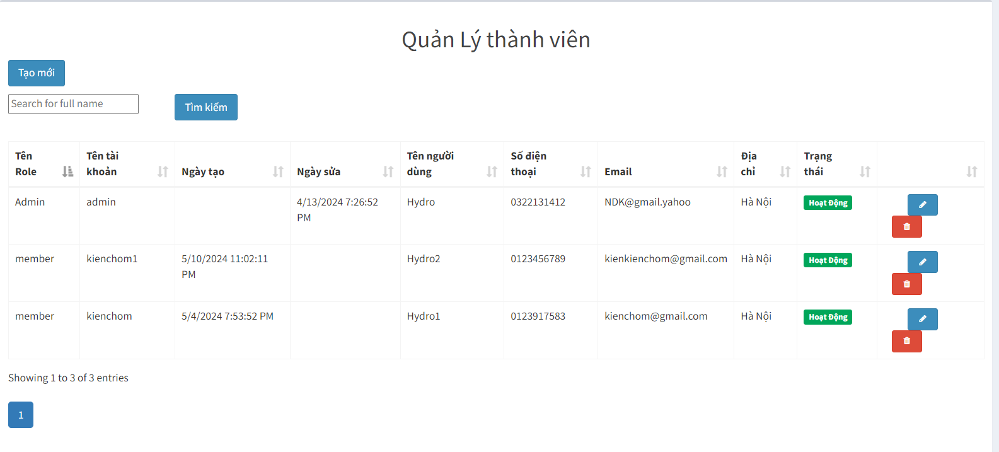 Quản Lý thành viên
Tạo mới
Search for full name
Tìm kiếm
Tên Role
Tên tài khoản
Ngày tạo
Ngày sửa
Tên người dùng
Số điện thoại
Email
Địa chỉ
Trạng thái
Admin admin 4/13/2024 7:26:52 PM Hydro 0322131412 NDK@gmail.yahoo Hà Nội Hoạt Động
member kienchom1 5/10/2024 11:02:11 PM Hydro2 0123456789 kienkienchom@gmail.com Hà Nội Hoạt Động
member kienchom 5/4/2024 7:53:52 PM Hydro1 0123917583 kienchom@gmail.com Hà Nội Hoạt Động
Showing 1 to 3 of 3 entries
1